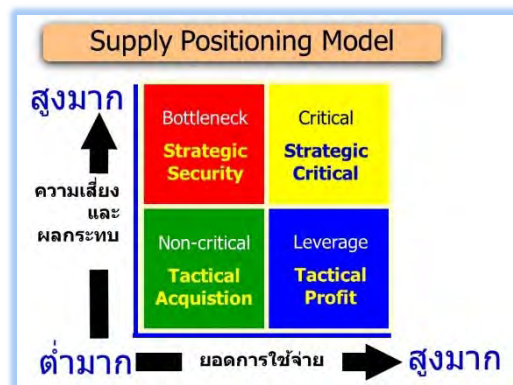 Supply Positioning Model
สูงมาก
ความเสี่ยง
และ
ผลกระทบ
Bottleneck
Strategic
Security
Critical
Strategic
Critical
Non-critical
Tactical
Acquistion
Leverage
Tactical
Profit
ต่ำมาก
ยอดการใช้จ่าย
สูงมาก